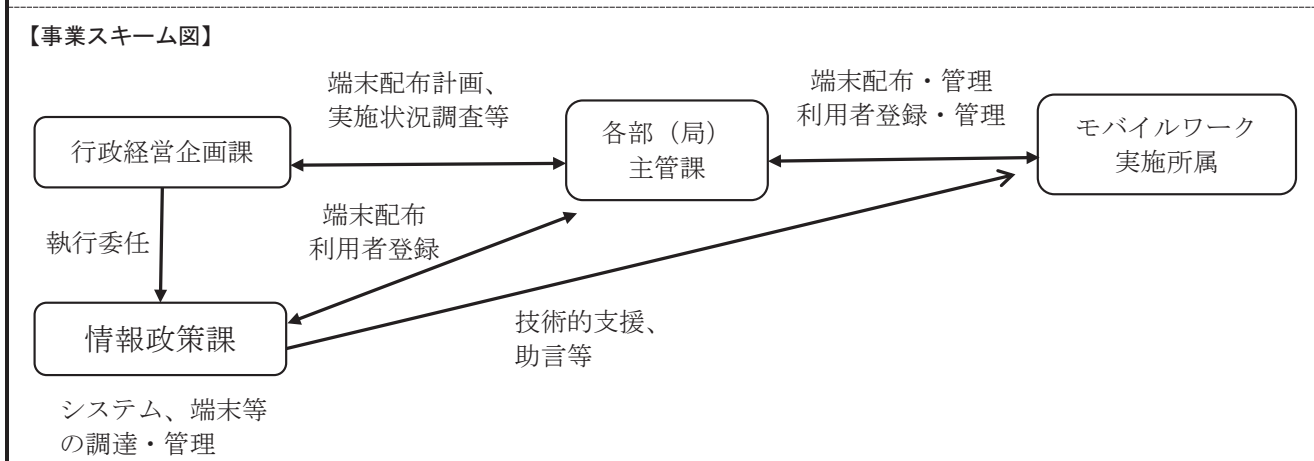 【事業スキーム図】
端末配布計画、
実施状況調査等
端末配布・管理
利用者登録・管理
行政経営企画課
各部（局）
主管課
モバイルワーク
実施所属
執行委任
端末配布
利用者登録
情報政策課
技術的支援、
助言等
システム、端末等
の調達・管理